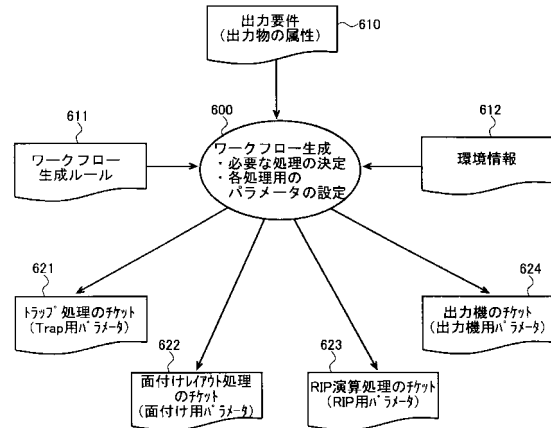 出力要件
(出力物の属性)
610
611
ワークフロー
生成ルール
600
ワークフロー生成
・必要な処理の決定
・各処理用の
パラメータの設定
612
環境情報
621
トラップ処理のチケット
(Trap用パラメータ)
622
面付けレイアウト処理
のチケット
(面付け用パラメータ)
623
RIP演算処理のチケット
(RIP用パラメータ)
624
出力機のチケット
(出力機用パラメータ)